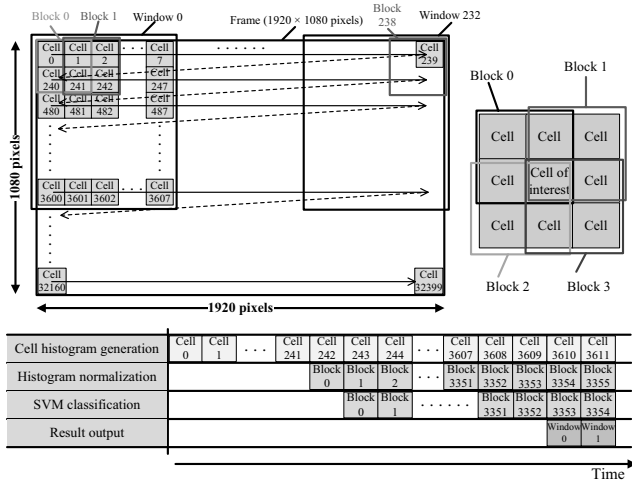 Block 0
Block 1
Window 0
Frame (1920 × 1080 pixels)
Block
238
Window 232
Cell
0
Cell
1
Cell
2
Cell
7
Cell
239
Cell
240
Cell
241
Cell
242
Cell
247
Cell
480
Cell
481
Cell
482
Cell
487
Cell
3600
Cell
3601
Cell
3602
Cell
3607
Cell
32160
Cell
32399
1080 pixels
1920 pixels
Block 0
Block 1
Cell
Cell
Cell
Cell
Cell of
interest
Cell
Cell
Cell
Cell
Block 2
Block 3
Cell histogram generation
Cell
0
Cell
1
Cell
241
Cell
242
Cell
243
Cell
244
Cell
3607
Cell
3608
Cell
3609
Cell
3610
Cell
3611
Histogram normalization
Block
0
Block
1
Block
2
Block
3351
Block
3352
Block
3353
Block
3354
Block
3355
SVM classification
Block
0
Block
1
Block
3351
Block
3352
Block
3353
Block
3354
Result output
Window
0
Window
1
Time